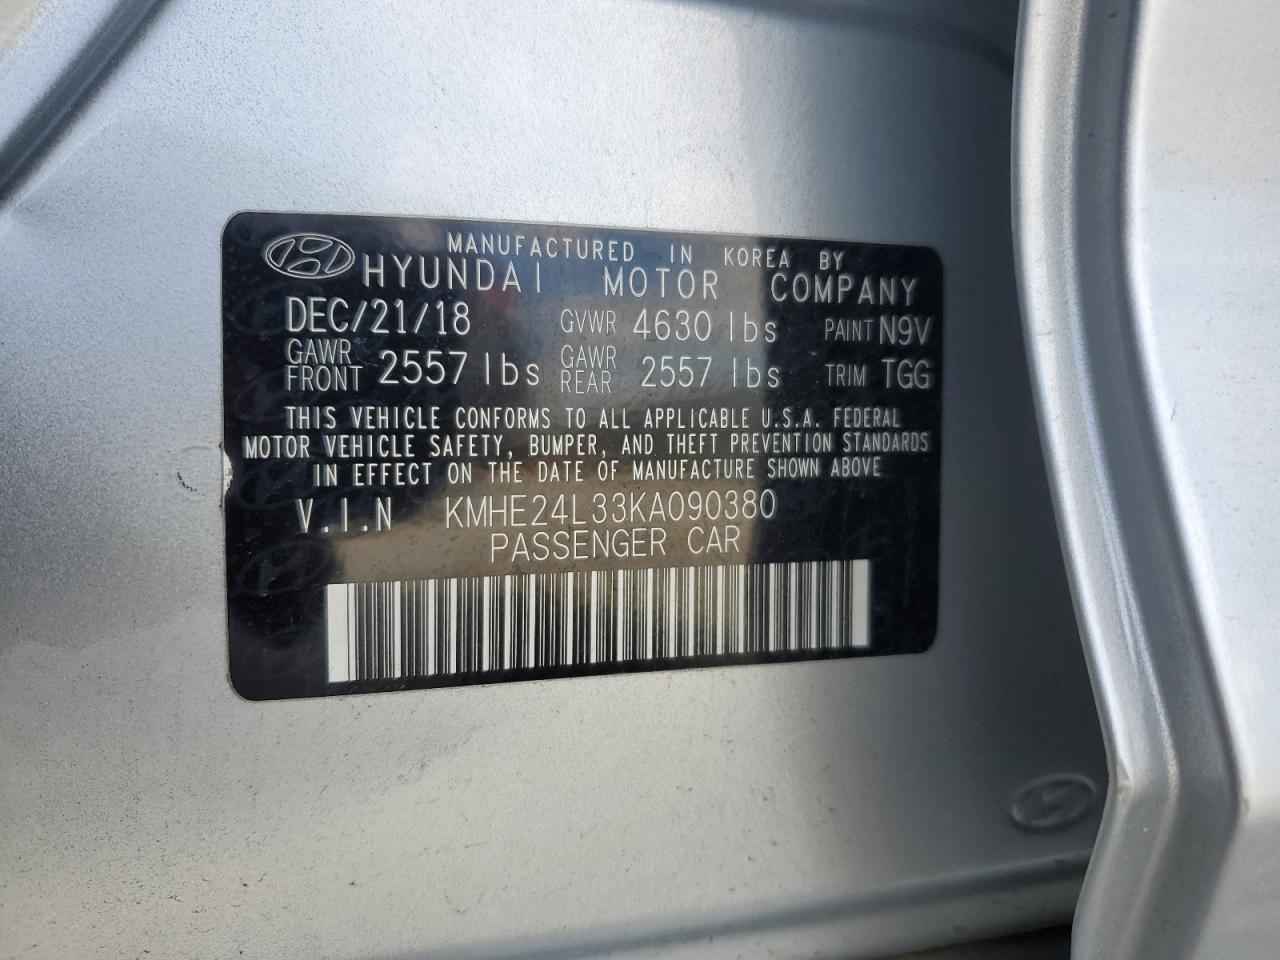 MANUFACTURED IN KOREA BY
HYUNDAI MOTOR COMPANY
DEC/21/18 GVWR 4630 lbs PAINT N9V
GAWR FRONT 2557 lbs GAWR REAR 2557 lbs TRIM TGG
THIS VEHICLE CONFORMS TO ALL APPLICABLE U.S.A. FEDERAL
MOTOR VEHICLE SAFETY, BUMPER, AND THEFT PREVENTION STANDARDS
IN EFFECT ON THE DATE OF MANUFACTURE SHOWN ABOVE
V.I.N KMHE24L33KA090380
PASSENGER CAR